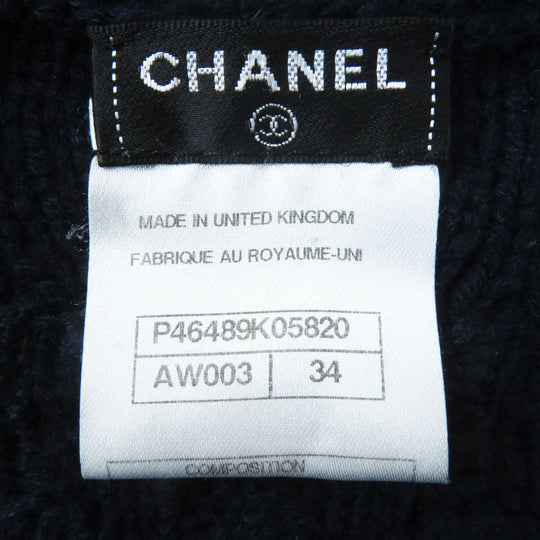 CHANEL
MADE IN UNITED KINGDOM
FABRIQUE AU ROYAUME-UNI
P46489K05820
AW003 34
COMPOSITION